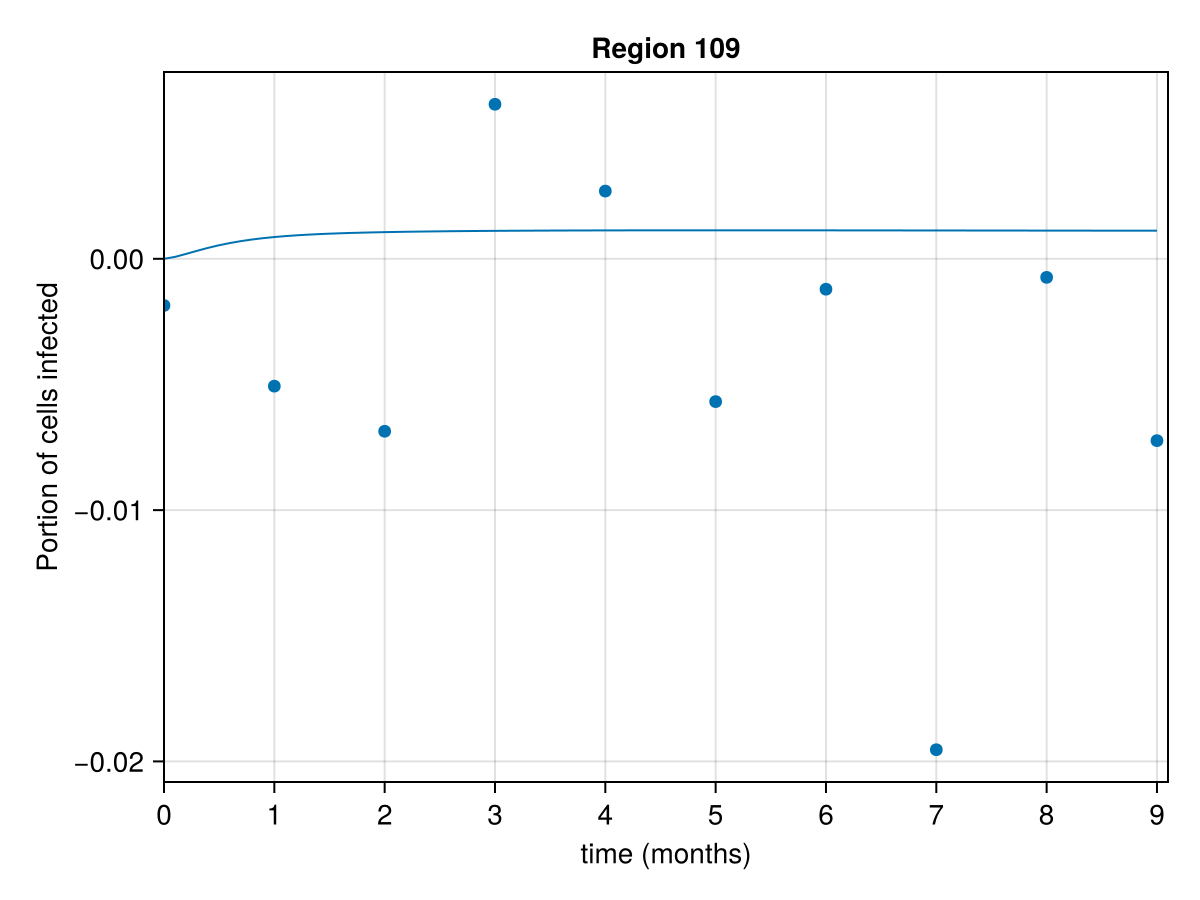 Region 109
Portion of cells infected
0.00
−0.01
−0.02
0 1 2 3 4 5 6 7 8 9
time (months)